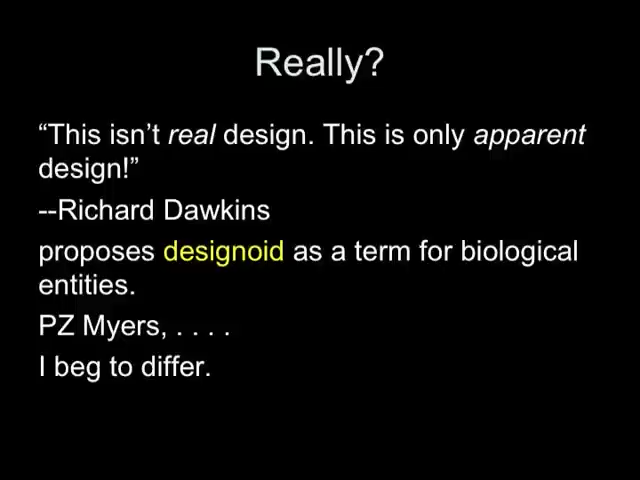 Really?
“This isn’t real design. This is only apparent
design!”
--Richard Dawkins
proposes designoid as a term for biological
entities.
PZ Myers, . . . .
I beg to differ.